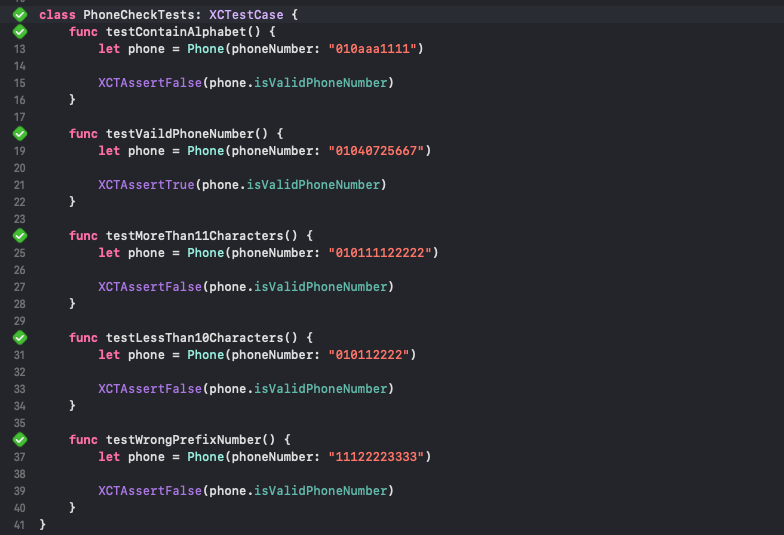 class PhoneCheckTests: XCTestCase {
func testContainAlphabet() {
13 let phone = Phone(phoneNumber: "010aaa1111")
14
15 XCTAssertFalse(phone.isValidPhoneNumber)
16 }
17
func testVaildPhoneNumber() {
19 let phone = Phone(phoneNumber: "01040725667")
20
21 XCTAssertTrue(phone.isValidPhoneNumber)
22 }
23
func testMoreThan11Characters() {
25 let phone = Phone(phoneNumber: "010111122222")
26
27 XCTAssertFalse(phone.isValidPhoneNumber)
28 }
29
func testLessThan10Characters() {
31 let phone = Phone(phoneNumber: "010112222")
32
33 XCTAssertFalse(phone.isValidPhoneNumber)
34 }
35
func testWrongPrefixNumber() {
37 let phone = Phone(phoneNumber: "11122223333")
38
39 XCTAssertFalse(phone.isValidPhoneNumber)
40 }
41 }